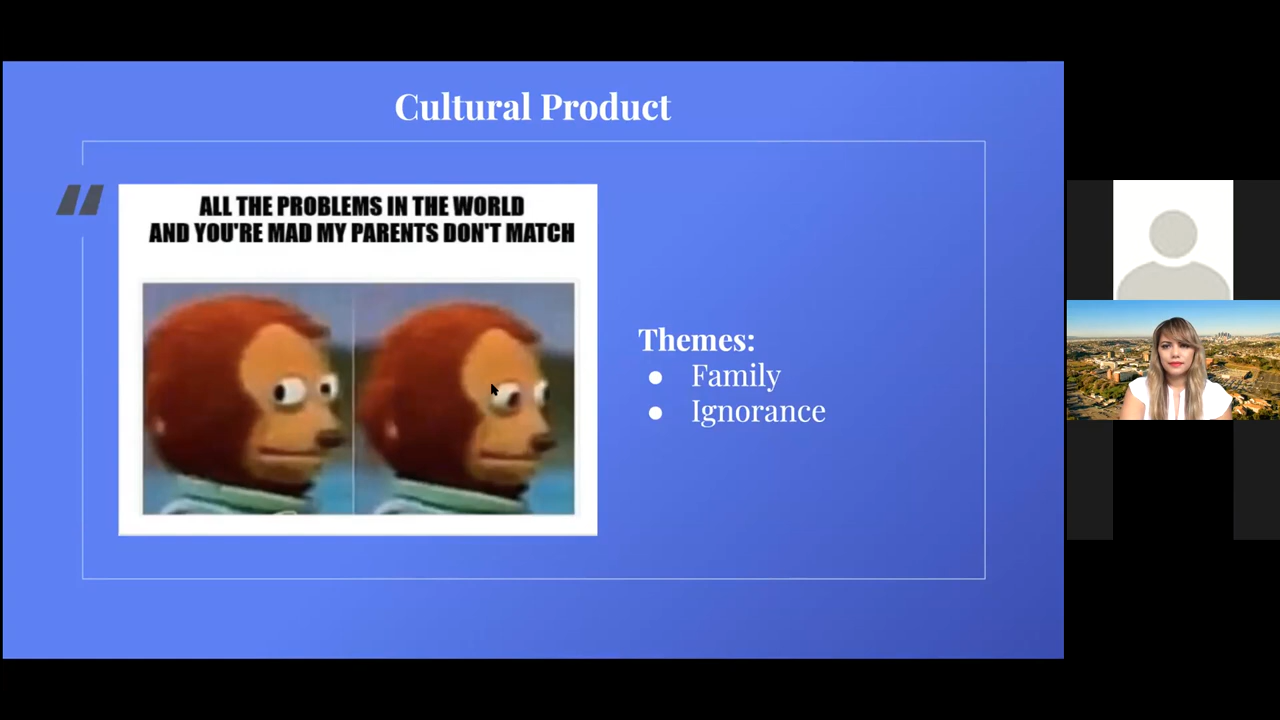 Cultural Product
ALL THE PROBLEMS IN THE WORLD
AND YOU'RE MAD MY PARENTS DON'T MATCH
Themes:
● Family
● Ignorance